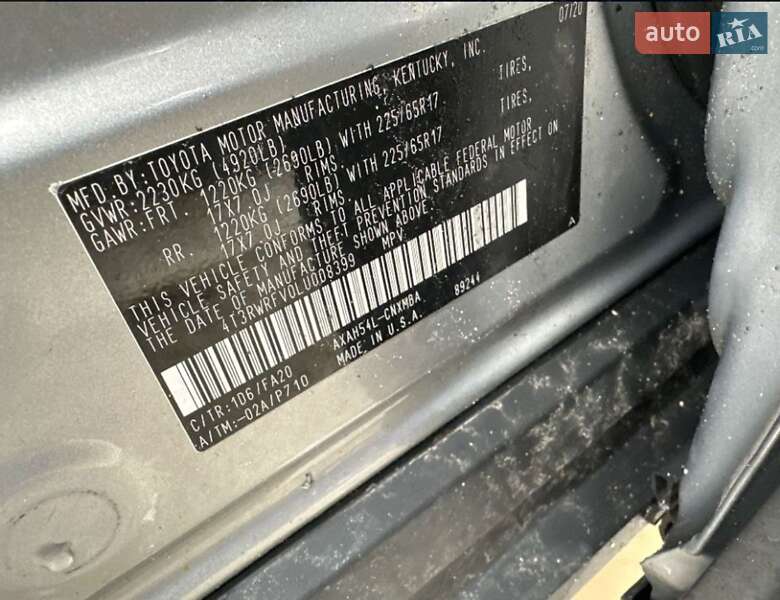 auto RIA
.com
07/20
MFD. BY: TOYOTA MOTOR MANUFACTURING, KENTUCKY, INC.
GVWR: 2230KG (4920LB)
GAWR: FRT. 1220KG (2690LB) WITH 225/65R17 TIRES,
17X7.0J RIMS.
RR. 1220KG (2690LB) WITH 225/65R17 TIRES,
17X7.0J RIMS.
THIS VEHICLE CONFORMS TO ALL APPLICABLE FEDERAL MOTOR
VEHICLE SAFETY AND THEFT PREVENTION STANDARDS IN EFFECT ON
THE DATE OF MANUFACTURE SHOWN ABOVE.
4T3RWRFV0LU008399 MPV
A
C/TR: 1D6/FA20 AXAH54L-CNXMBA 89244
A/TM:-02A/P710 MADE IN U.S.A.